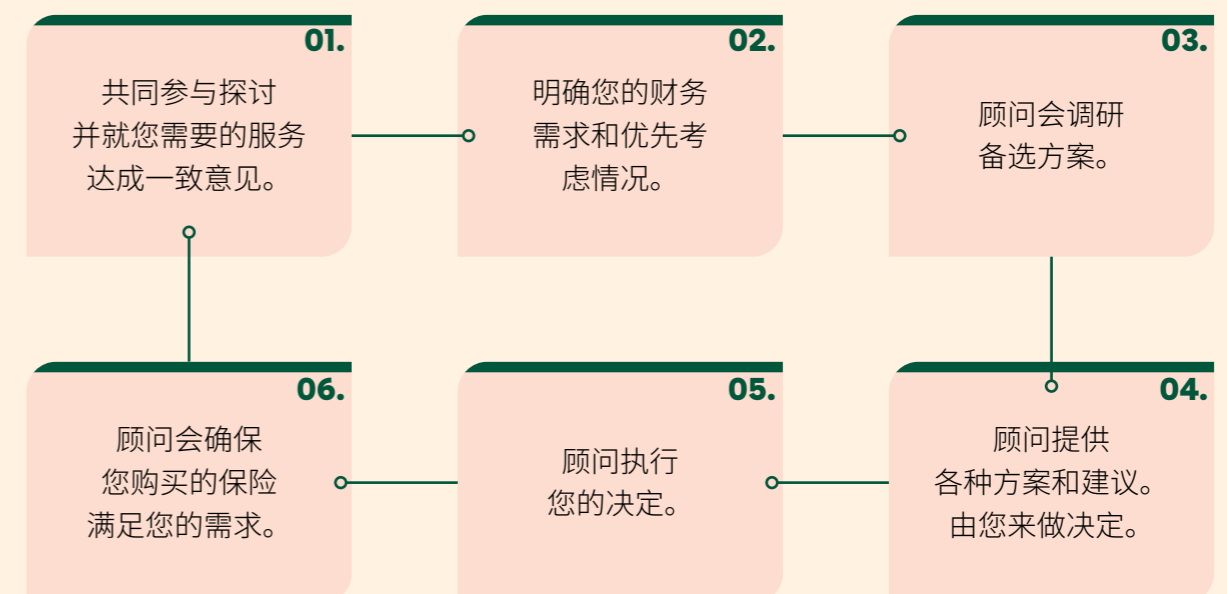 01.
共同参与探讨
并就您需要的服务
达成一致意见。
02.
明确您的财务
需求和优先考
虑情况。
03.
顾问会调研
备选方案。
04.
顾问提供
各种方案和建议。
由您来做决定。
05.
顾问执行
您的决定。
06.
顾问会确保
您购买的保险
满足您的需求。